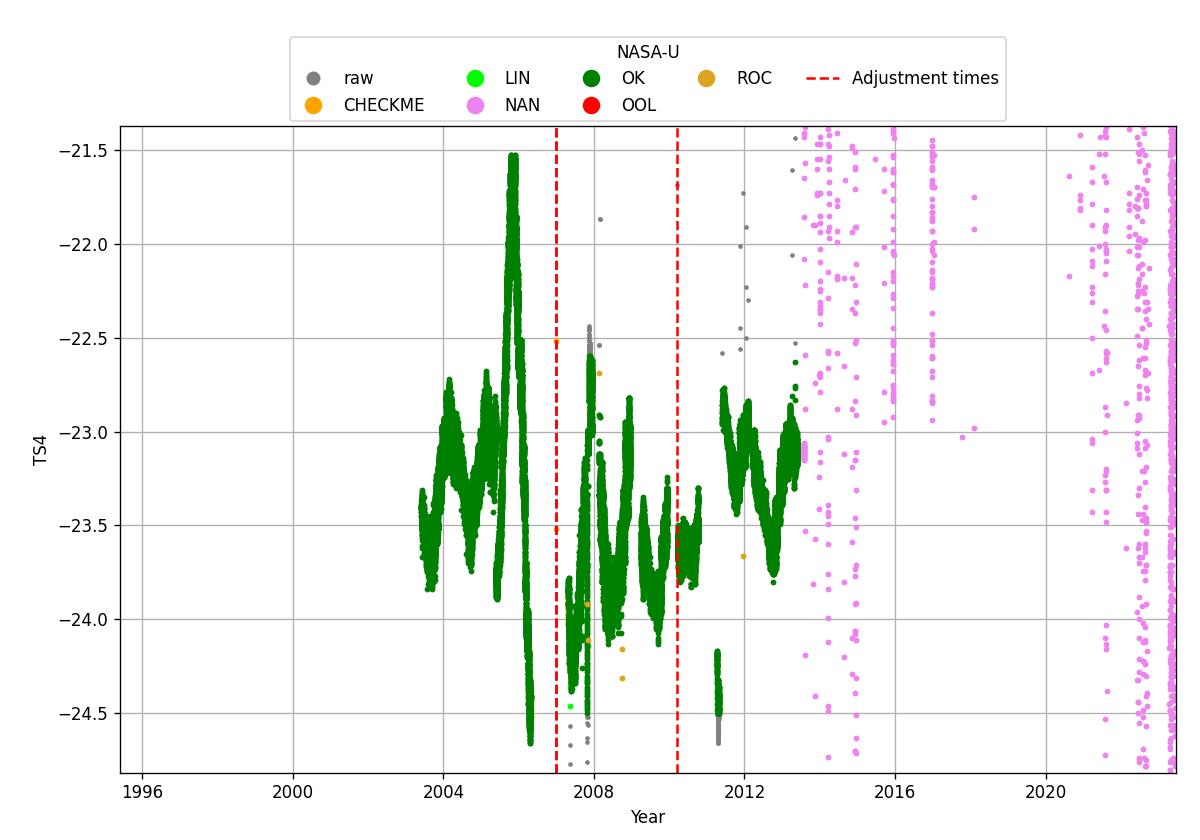 NASA-U
raw LIN OK ROC Adjustment times
CHECKME NAN OOL
−21.5
−22.0
−22.5
−23.0
−23.5
−24.0
−24.5
TS4
1996 2000 2004 2008 2012 2016 2020
Year